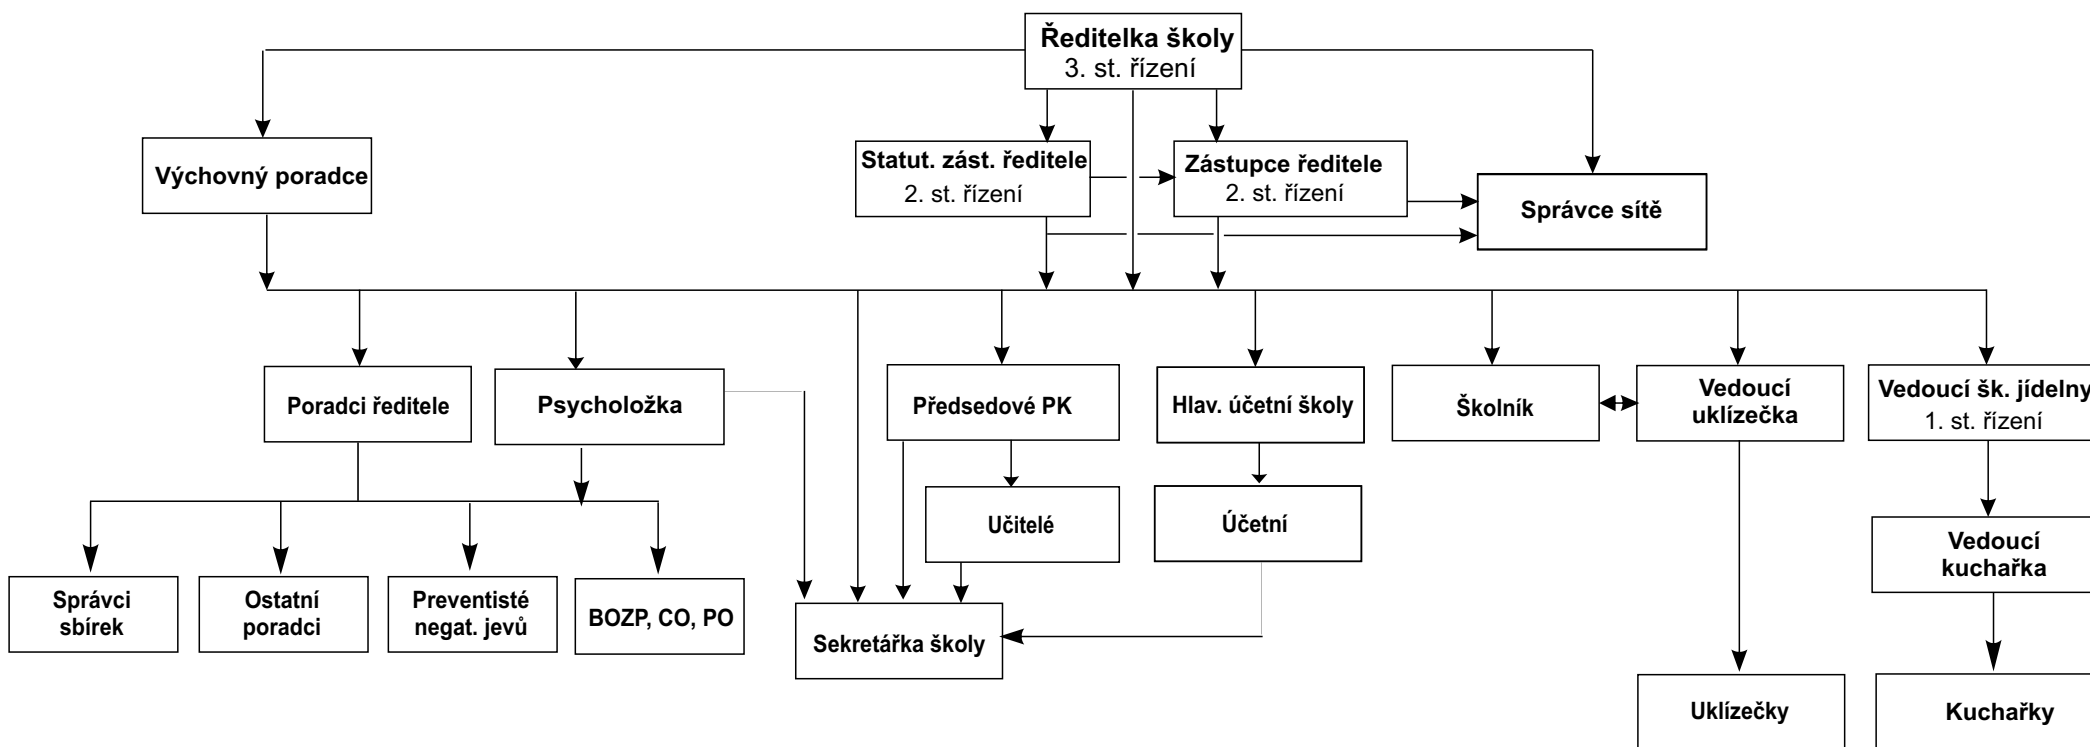 Ředitelka školy
3. st. řízení
Výchovný poradce
Statut. zást. ředitele
2. st. řízení
Zástupce ředitele
2. st. řízení
Správce sítě
Poradci ředitele
Psycholožka
Předsedové PK
Hlav. účetní školy
Školník
Vedoucí
uklízečka
Vedoucí šk. jídelny
1. st. řízení
Učitelé
Účetní
Vedoucí
kuchařka
Správci
sbírek
Ostatní
poradci
Preventisté
negat. jevů
BOZP, CO, PO
Sekretářka školy
Uklízečky
Kuchařky